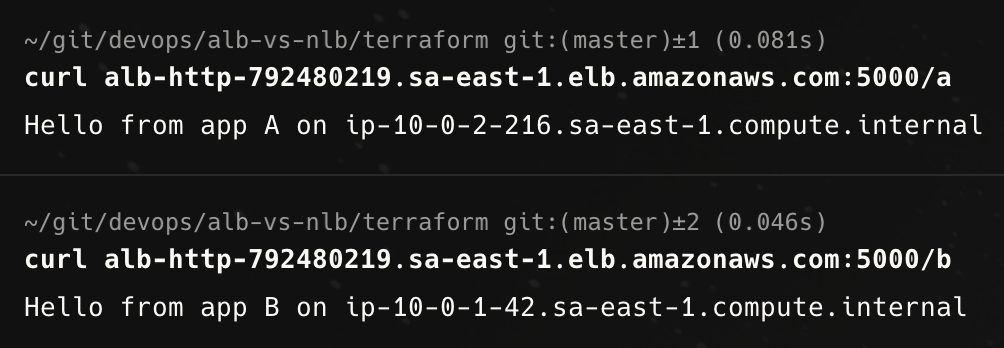 ~/git/devops/alb-vs-nlb/terraform git:(master)±1 (0.081s)
curl alb-http-792480219.sa-east-1.elb.amazonaws.com:5000/a
Hello from app A on ip-10-0-2-216.sa-east-1.compute.internal
~/git/devops/alb-vs-nlb/terraform git:(master)±2 (0.046s)
curl alb-http-792480219.sa-east-1.elb.amazonaws.com:5000/b
Hello from app B on ip-10-0-1-42.sa-east-1.compute.internal